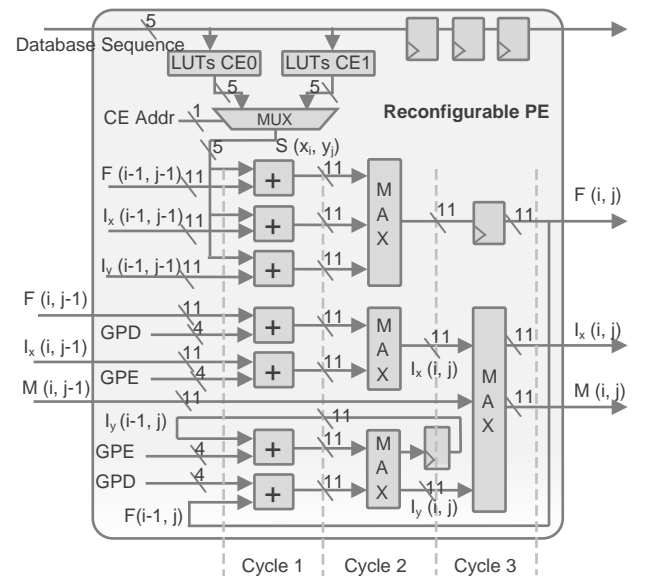 5
Database Sequence
LUTs CE0
LUTs CE1
5
5
CE Addr
1
MUX
Reconfigurable PE
5
S (xi, yj)
F (i-1, j-1)
11
+
11
M
A
X
11
11
F (i, j)
Ix (i-1, j-1)
11
+
11
Iy (i-1, j-1)
11
+
11
F (i, j-1)
11
+
11
M
A
X
GPD
4
11
Ix (i, j)
11
Ix (i, j)
Ix (i, j-1)
11
+
11
GPE
4
M
A
X
M (i, j-1)
11
11
M (i, j)
Iy (i-1, j)
11
GPE
4
+
11
M
A
X
GPD
4
+
11
11
Iy (i, j)
F(i-1, j)
Cycle 1
Cycle 2
Cycle 3